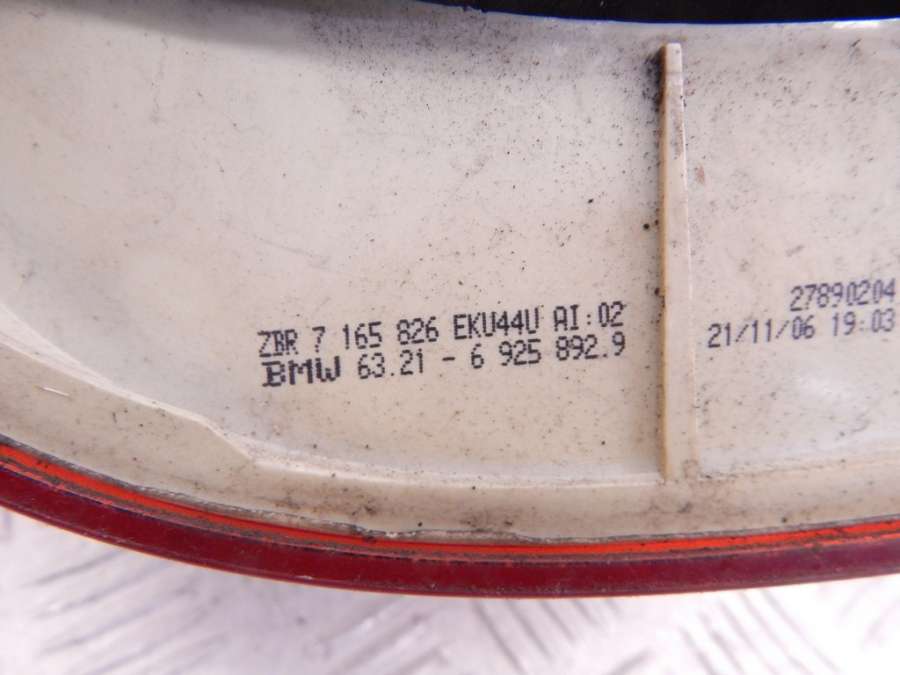 ZBR 7 165 826 EKU44U AI:02
BMW 63.21 - 6 925 892.9
27890204
21/11/06 19:03